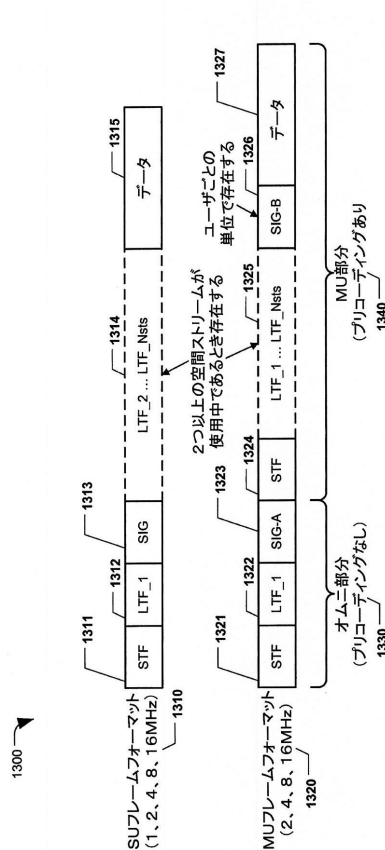 1300
SUフレームフォーマット
(1、2、4、8、16MHz)
1310
1311
STF
1312
LTF_1
1313
SIG
1314
LTF_2 … LTF_Nsts
1315
データ
2つ以上の空間ストリームが
使用中であるとき存在する
ユーザごとの
単位で存在する
MUフレームフォーマット
(2、4、8、16MHz)
1320
1321
STF
1322
LTF_1
1323
SIG-A
1324
STF
1325
LTF_1 … LTF_Nsts
1326
SIG-B
1327
データ
オムニ部分
(プリコーディングなし)
1330
MU部分
(プリコーディングあり)
1340